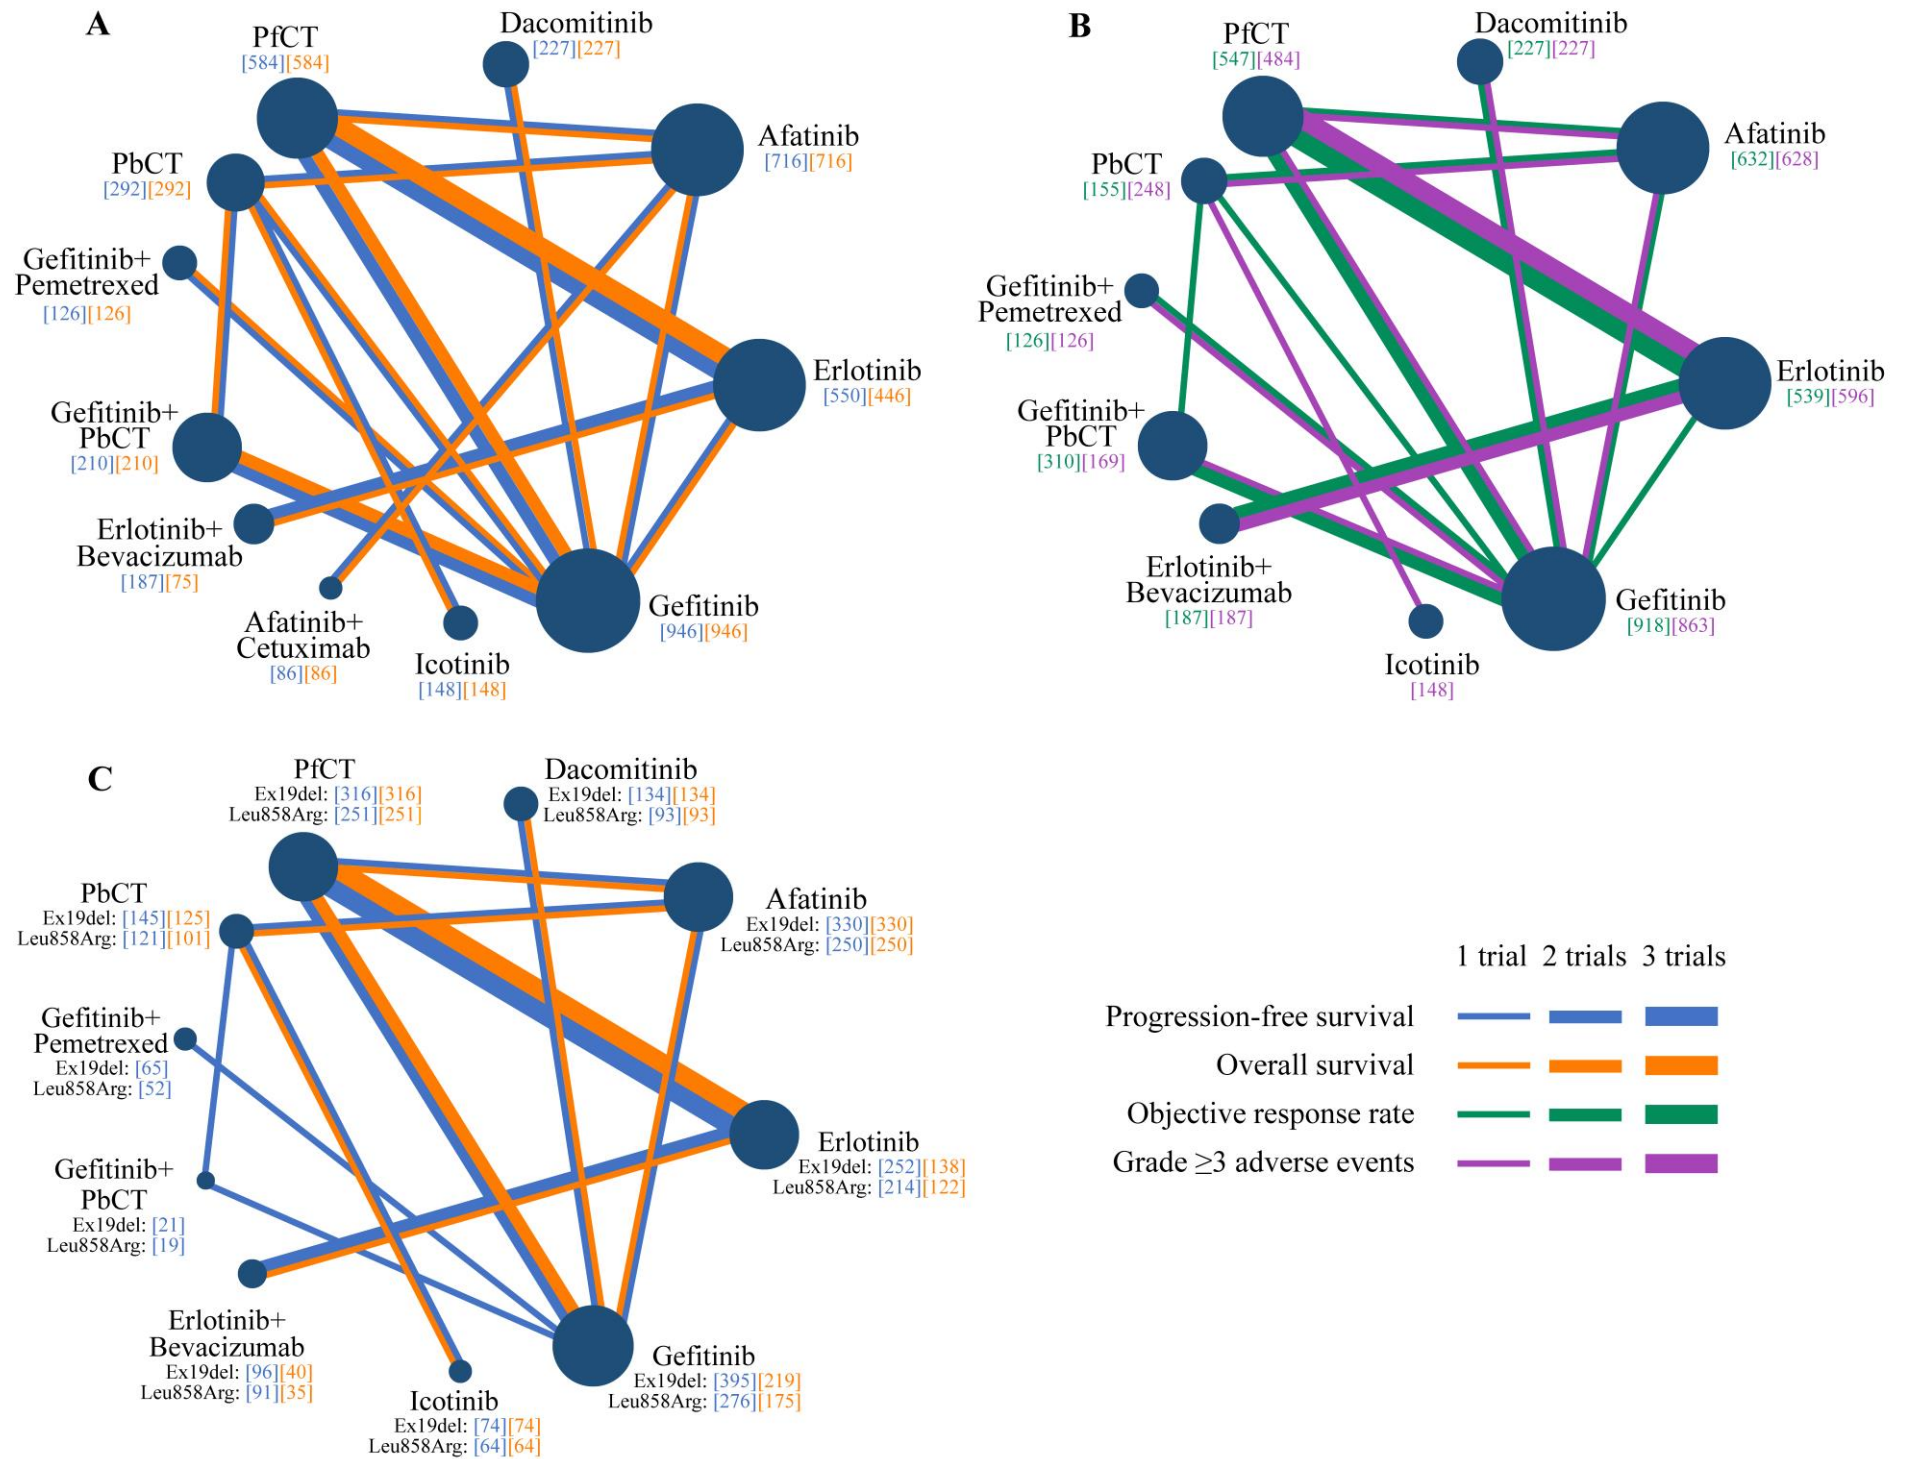 A
PfCT
[584][584]
Dacomitinib
[227][227]
Afatinib
[716][716]
PbCT
[292][292]
Gefitinib+
Pemetrexed
[126][126]
Erlotinib
[550][446]
Gefitinib+
PbCT
[210][210]
Erlotinib+
Bevacizumab
[187][75]
Afatinib+
Cetuximab
[86][86]
Icotinib
[148][148]
Gefitinib
[946][946]
B
PfCT
[547][484]
Dacomitinib
[227][227]
Afatinib
[632][628]
PbCT
[155][248]
Gefitinib+
Pemetrexed
[126][126]
Erlotinib
[539][596]
Gefitinib+
PbCT
[310][169]
Erlotinib+
Bevacizumab
[187][187]
Icotinib
[148]
Gefitinib
[918][863]
C
PfCT
Ex19del: [316][316]
Leu858Arg: [251][251]
Dacomitinib
Ex19del: [134][134]
Leu858Arg: [93][93]
PbCT
Ex19del: [145][125]
Leu858Arg: [121][101]
Afatinib
Ex19del: [330][330]
Leu858Arg: [250][250]
Gefitinib+
Pemetrexed
Ex19del: [65]
Leu858Arg: [52]
Erlotinib
Ex19del: [252][138]
Leu858Arg: [214][122]
Gefitinib+
PbCT
Ex19del: [21]
Leu858Arg: [19]
Erlotinib+
Bevacizumab
Ex19del: [96][40]
Leu858Arg: [91][35]
Icotinib
Ex19del: [74][74]
Leu858Arg: [64][64]
Gefitinib
Ex19del: [395][219]
Leu858Arg: [276][175]
1 trial 2 trials 3 trials
Progression-free survival
Overall survival
Objective response rate
Grade ≥3 adverse events